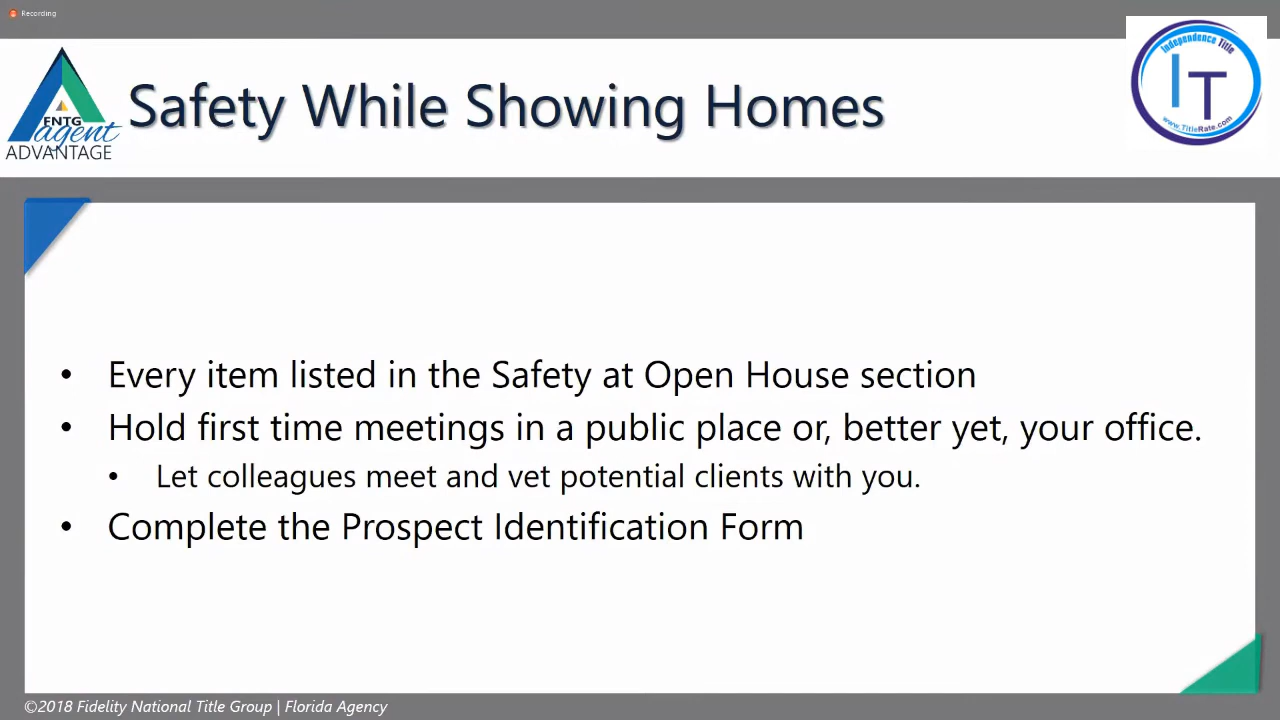 Recording
Independence Title
IT
www.TitleRate.com
FNTG
agent
ADVANTAGE
Safety While Showing Homes
• Every item listed in the Safety at Open House section
• Hold first time meetings in a public place or, better yet, your office.
• Let colleagues meet and vet potential clients with you.
• Complete the Prospect Identification Form
©2018 Fidelity National Title Group | Florida Agency